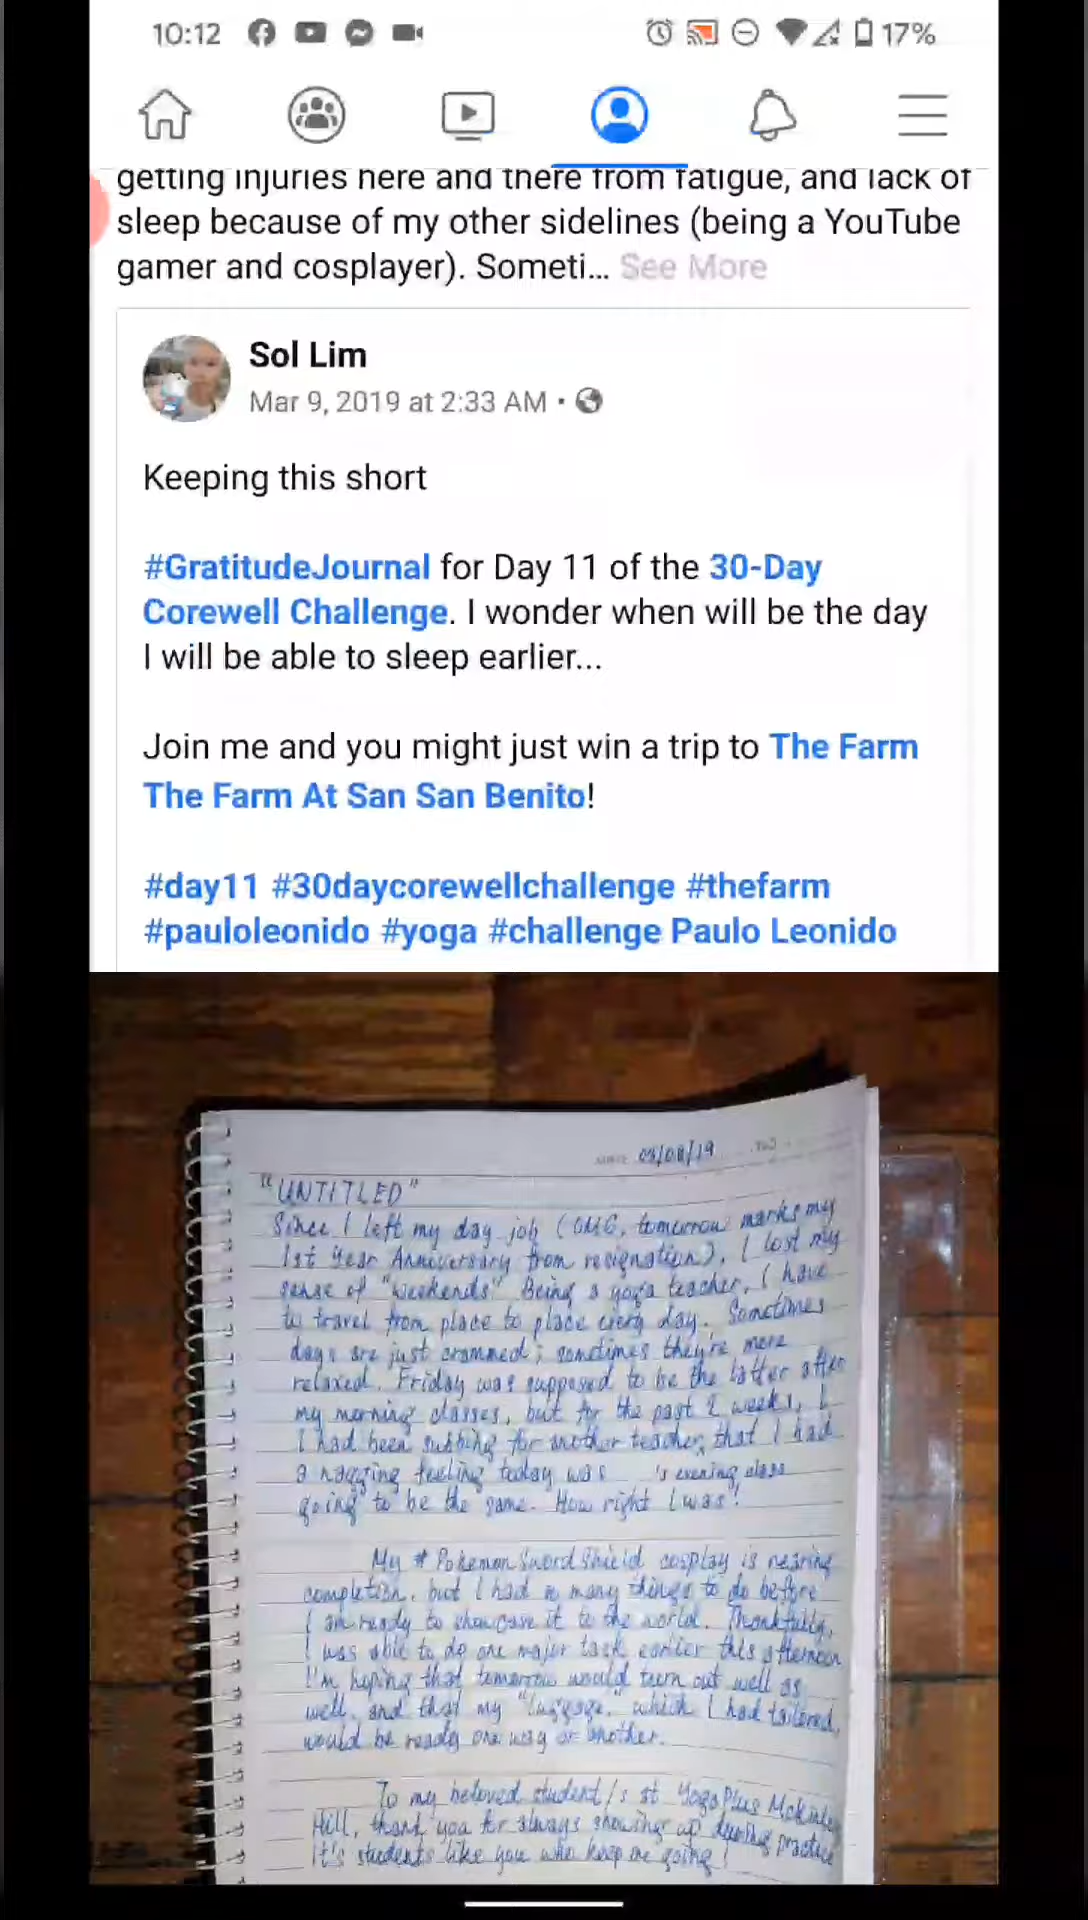 10:12
17%
getting injuries here and there from fatigue, and lack of
sleep because of my other sidelines (being a YouTube
gamer and cosplayer). Someti... See More
Sol Lim
Mar 9, 2019 at 2:33 AM •
Keeping this short
#GratitudeJournal for Day 11 of the 30-Day
Corewell Challenge. I wonder when will be the day
I will be able to sleep earlier...
Join me and you might just win a trip to The Farm
The Farm At San San Benito!
#day11 #30daycorewellchallenge #thefarm
#pauloleonido #yoga #challenge Paulo Leonido
03/08/19
"UNTITLED"
Since I left my day job (OMG, tomorrow marks my
1st Year Anniversary from resignation), I lost my
sense of "weekends". Being a yoga teacher, I have
to travel from place to place every day. Sometimes
days are just crammed; sometimes they're more
relaxed. Friday was supposed to be the latter after
my morning classes, but for the past 2 weeks,
I had been subbing for another teacher, that I had
a nagging feeling today was 's evening class
going to be the same. How right I was!
My #PokemonSwordShield cosplay is nearing
completion, but I had so many things to do before
I am ready to showcase it to the world. Thankfully,
I was able to do one major task earlier this afternoon
I'm hoping that tomorrow would turn out well as
well, and that my "luggage," which I had tailored,
would be ready one way or another.
To my beloved student/s at YogaPlus Mckinley
Hill, thank you for always showing up during practice
It's students like you who keep me going!